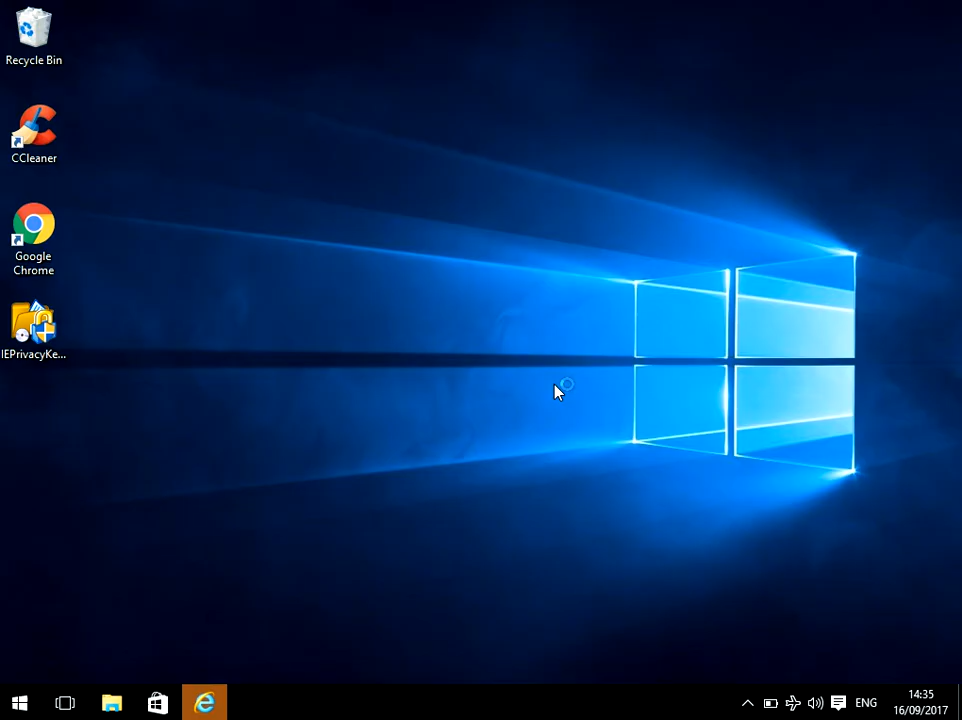 Recycle Bin
CCleaner
Google
Chrome
IEPrivacyKe...
ENG
14:35
16/09/2017